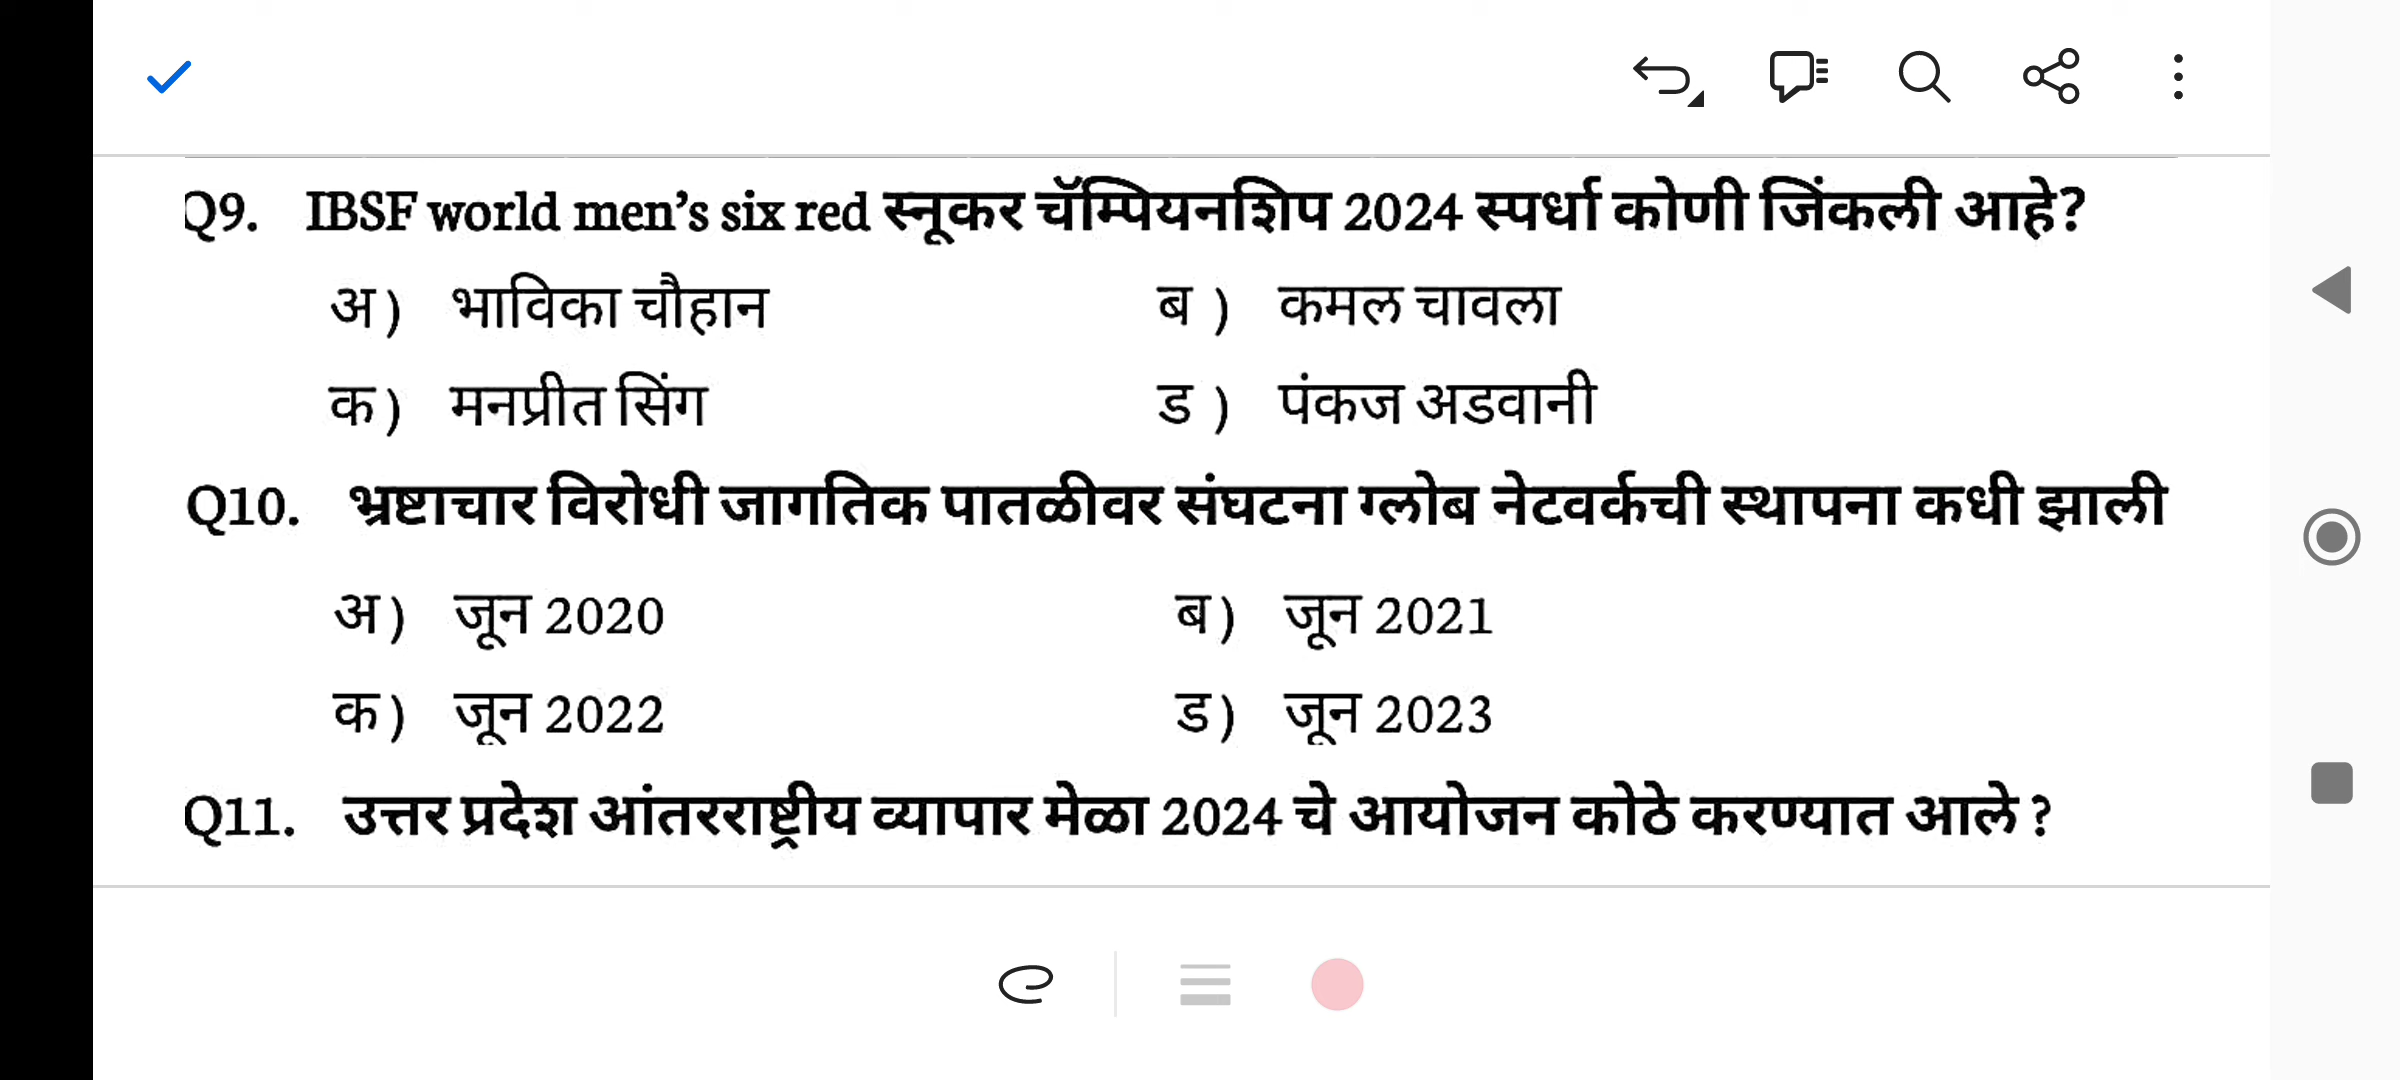 Q9. IBSF world men’s six red स्नूकर चॅम्पियनशिप 2024 स्पर्धा कोणी जिंकली आहे?
अ) भाविका चौहान ब ) कमल चावला
क) मनप्रीत सिंग ड ) पंकज अडवानी
Q10. भ्रष्टाचार विरोधी जागतिक पातळीवर संघटना ग्लोब नेटवर्कची स्थापना कधी झाली
अ) जून 2020 ब) जून 2021
क) जून 2022 ड) जून 2023
Q11. उत्तर प्रदेश आंतरराष्ट्रीय व्यापार मेळा 2024 चे आयोजन कोठे करण्यात आले ?